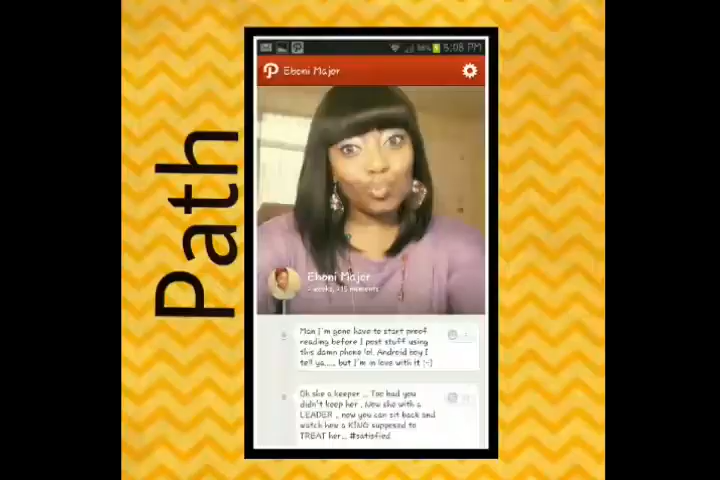 Path
5:08 PM
Eboni Major
Eboni Major
weeks, 215 moments
Man I'm gone have to start proof
reading before I post stuff using
this damn phone lol. Android boy I
tell ya..... but I'm in love with it (:-)
Oh she a keeper ... Too bad you
didn't keep her . Now she with a
LEADER .. now you can sit back and
watch how a KING supposed to
TREAT her... #satisfied